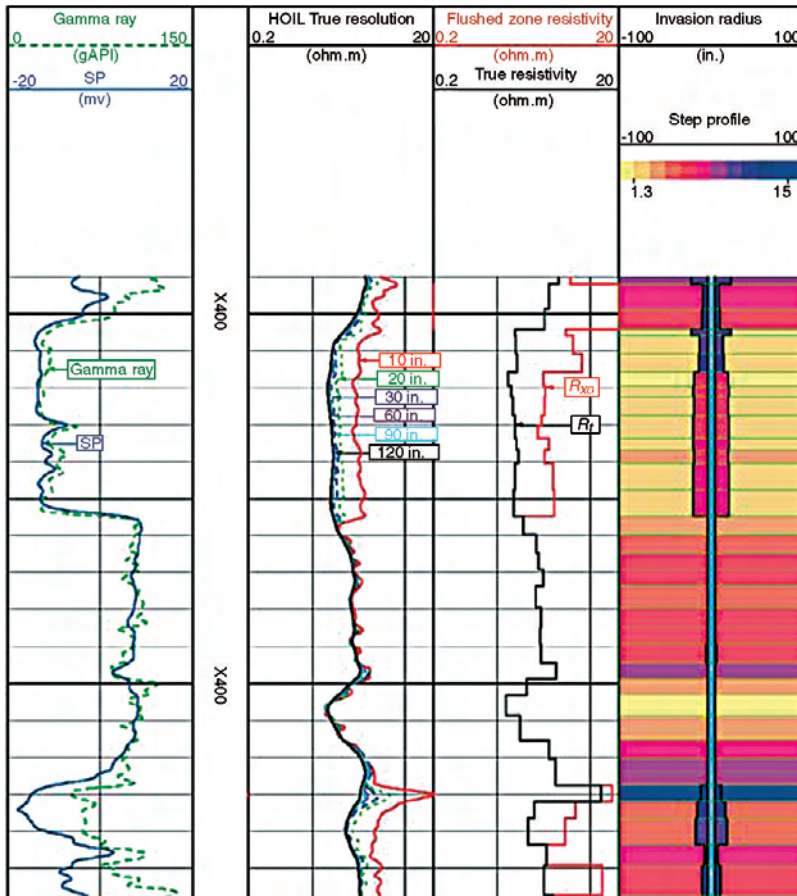 Gamma ray
0 150
(gAPI)
SP
-20 20
(mv)
HOIL True resolution
0.2 20
(ohm.m)
Flushed zone resistivity
0.2 20
(ohm.m)
True resistivity
0.2 20
(ohm.m)
Invasion radius
-100 100
(in.)
Step profile
-100 100
1.3 15
X400
Gamma ray
SP
10 in.
20 in.
30 in.
60 in.
90 in.
120 in.
Rxo
Rt
X400